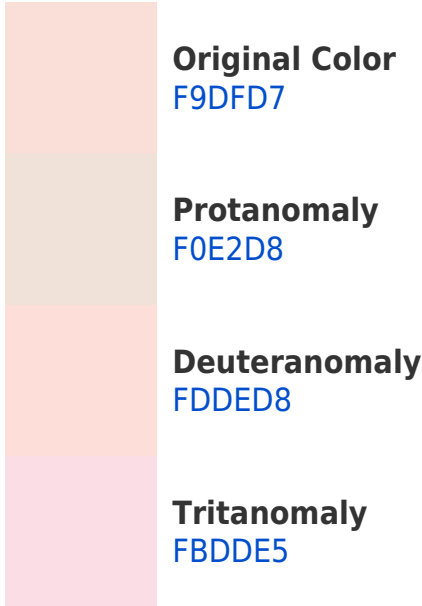 Original Color
F9DFD7
Protanomaly
F0E2D8
Deuteranomaly
FDDED8
Tritanomaly
FBDDE5